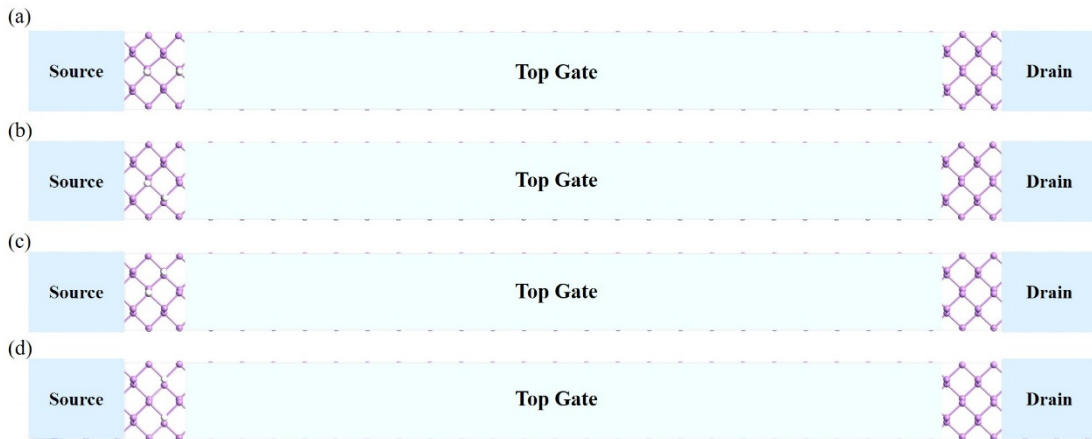 (a)
Source Top Gate Drain
(b)
Source Top Gate Drain
(c)
Source Top Gate Drain
(d)
Source Top Gate Drain